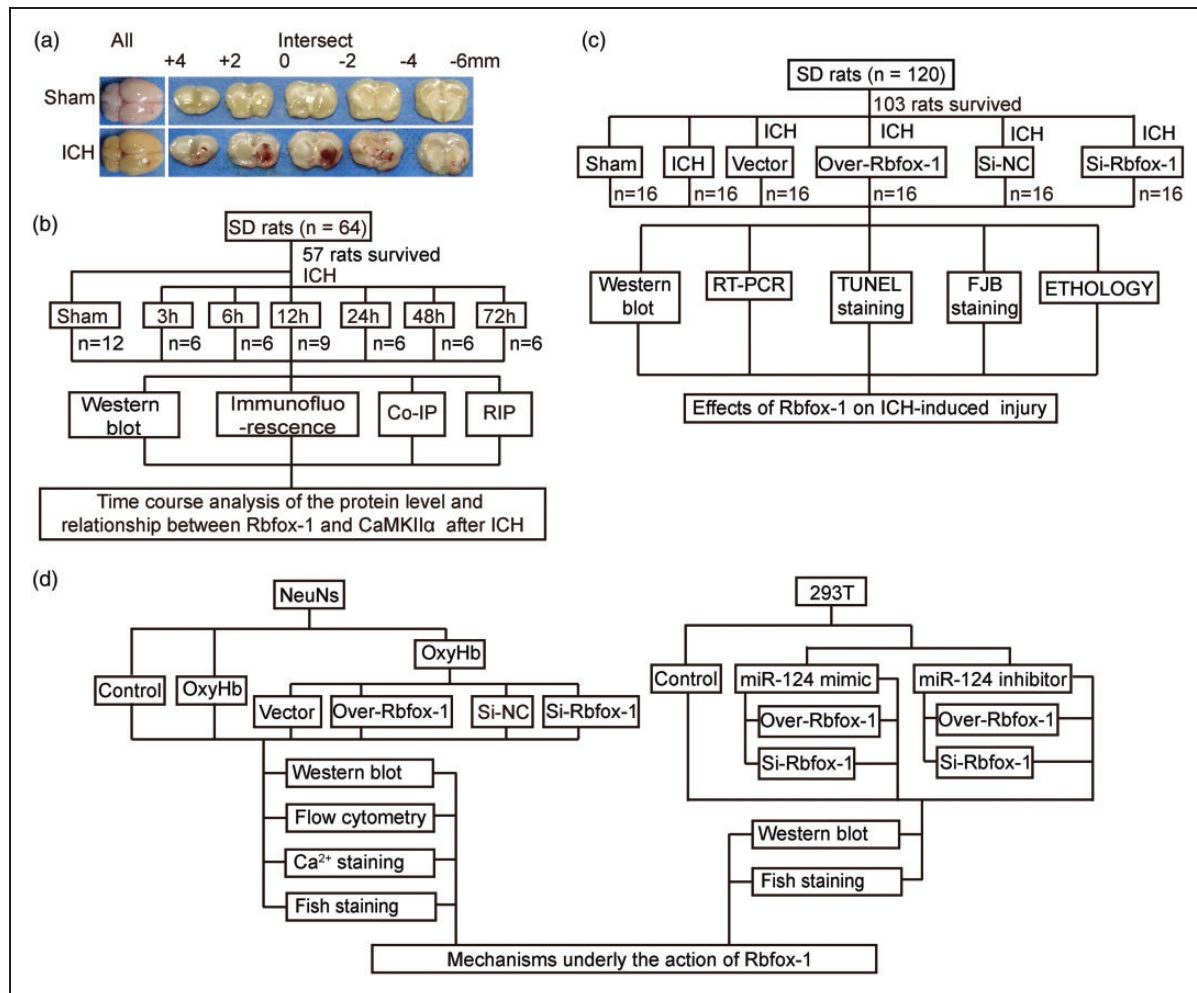 (a)
All
Intersect
+4 +2 0 -2 -4 -6mm
Sham
ICH
(b)
SD rats (n = 64)
57 rats survived
ICH
Sham 3h 6h 12h 24h 48h 72h
n=12 n=6 n=6 n=9 n=6 n=6 n=6
Western
blot
Immunofluo
-rescence
Co-IP
RIP
Time course analysis of the protein level and
relationship between Rbfox-1 and CaMKIIα after ICH
(c)
SD rats (n = 120)
103 rats survived
ICH ICH ICH ICH
Sham ICH Vector Over-Rbfox-1 Si-NC Si-Rbfox-1
n=16 n=16 n=16 n=16 n=16 n=16
Western
blot
RT-PCR
TUNEL
staining
FJB
staining
ETHOLOGY
Effects of Rbfox-1 on ICH-induced injury
(d)
NeuNs
OxyHb
Control OxyHb
Vector Over-Rbfox-1 Si-NC Si-Rbfox-1
Western blot
Flow cytometry
Ca²⁺ staining
Fish staining
293T
Control miR-124 mimic miR-124 inhibitor
Over-Rbfox-1 Over-Rbfox-1
Si-Rbfox-1 Si-Rbfox-1
Western blot
Fish staining
Mechanisms underly the action of Rbfox-1